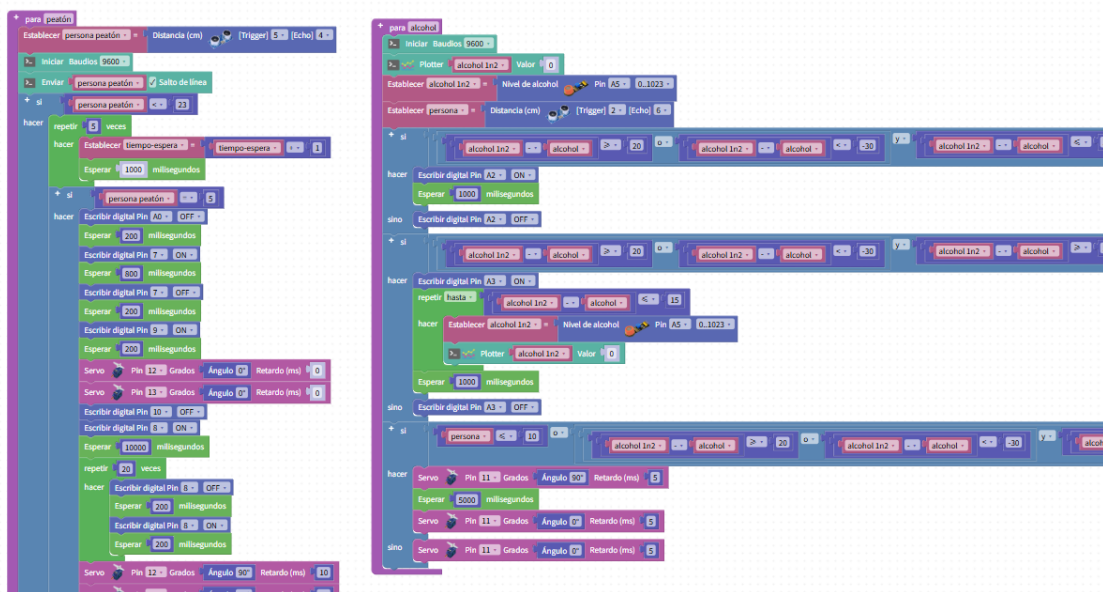 para peatón
Establecer persona peatón = Distancia (cm) [Trigger] 5 [Echo] 4
Iniciar Baudios 9600
Enviar persona peatón Salto de línea
si persona peatón < 23
hacer repetir 5 veces
hacer Establecer tiempo-espera = tiempo-espera + 1
Esperar 1000 milisegundos
si persona peatón = 5
hacer Escribir digital Pin A0 OFF
Esperar 200 milisegundos
Escribir digital Pin 7 ON
Esperar 800 milisegundos
Escribir digital Pin 7 OFF
Esperar 200 milisegundos
Escribir digital Pin 9 ON
Esperar 200 milisegundos
Servo Pin 12 Grados Ángulo 0° Retardo (ms) 0
Servo Pin 13 Grados Ángulo 0° Retardo (ms) 0
Escribir digital Pin 10 OFF
Escribir digital Pin 8 ON
Esperar 10000 milisegundos
repetir 20 veces
hacer Escribir digital Pin 8 OFF
Esperar 200 milisegundos
Escribir digital Pin 8 ON
Esperar 200 milisegundos
Servo Pin 12 Grados Ángulo 90° Retardo (ms) 10
para alcohol
Iniciar Baudios 9600
Plotter alcohol 1n2 Valor 0
Establecer alcohol 1n2 = Nivel de alcohol Pin A5 0..1023
Establecer persona = Distancia (cm) [Trigger] 2 [Echo] 6
si alcohol 1n2 - alcohol ≥ 20 o alcohol 1n2 - alcohol < -30 y alcohol 1n2 - alcohol ≤
hacer Escribir digital Pin A2 ON
Esperar 1000 milisegundos
sino Escribir digital Pin A2 OFF
si alcohol 1n2 - alcohol ≥ 20 o alcohol 1n2 - alcohol < -30 y alcohol 1n2 - alcohol ≥
hacer Escribir digital Pin A3 ON
repetir hasta alcohol 1n2 - alcohol ≤ 15
hacer Establecer alcohol 1n2 = Nivel de alcohol Pin A5 0..1023
Plotter alcohol 1n2 Valor 0
Esperar 1000 milisegundos
sino Escribir digital Pin A3 OFF
si persona ≤ 10 o alcohol 1n2 - alcohol ≥ 20 o alcohol 1n2 - alcohol < -30 y
hacer Servo Pin 11 Grados Ángulo 90° Retardo (ms) 5
Esperar 5000 milisegundos
Servo Pin 11 Grados Ángulo 0° Retardo (ms) 5
sino Servo Pin 11 Grados Ángulo 0° Retardo (ms) 5